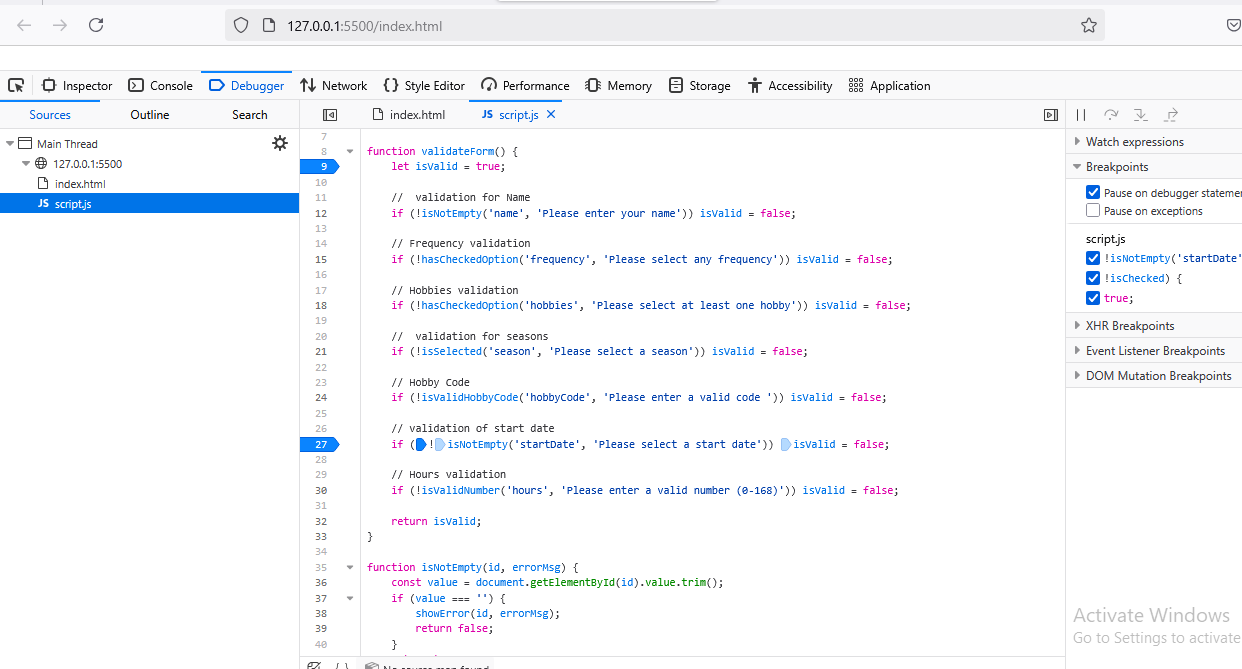 127.0.0.1:5500/index.html
Inspector Console Debugger Network Style Editor Performance Memory Storage Accessibility Application
Sources Outline Search
index.html JS script.js
Main Thread
127.0.0.1:5500
index.html
JS script.js
7
8 function validateForm() {
9 let isValid = true;
10
11 // validation for Name
12 if (!isNotEmpty('name', 'Please enter your name')) isValid = false;
13
14 // Frequency validation
15 if (!hasCheckedOption('frequency', 'Please select any frequency')) isValid = false;
16
17 // Hobbies validation
18 if (!hasCheckedOption('hobbies', 'Please select at least one hobby')) isValid = false;
19
20 // validation for seasons
21 if (!isSelected('season', 'Please select a season')) isValid = false;
22
23 // Hobby Code
24 if (!isValidHobbyCode('hobbyCode', 'Please enter a valid code ')) isValid = false;
25
26 // validation of start date
27 if (!isNotEmpty('startDate', 'Please select a start date')) isValid = false;
28
29 // Hours validation
30 if (!isValidNumber('hours', 'Please enter a valid number (0-168)')) isValid = false;
31
32 return isValid;
33 }
34
35 function isNotEmpty(id, errorMsg) {
36 const value = document.getElementById(id).value.trim();
37 if (value === '') {
38 showError(id, errorMsg);
39 return false;
40 }
No source map found
Watch expressions
Breakpoints
Pause on debugger stateme
Pause on exceptions
script.js
!isNotEmpty('startDate'
!isChecked) {
true;
XHR Breakpoints
Event Listener Breakpoints
DOM Mutation Breakpoints
Activate Windows
Go to Settings to activate